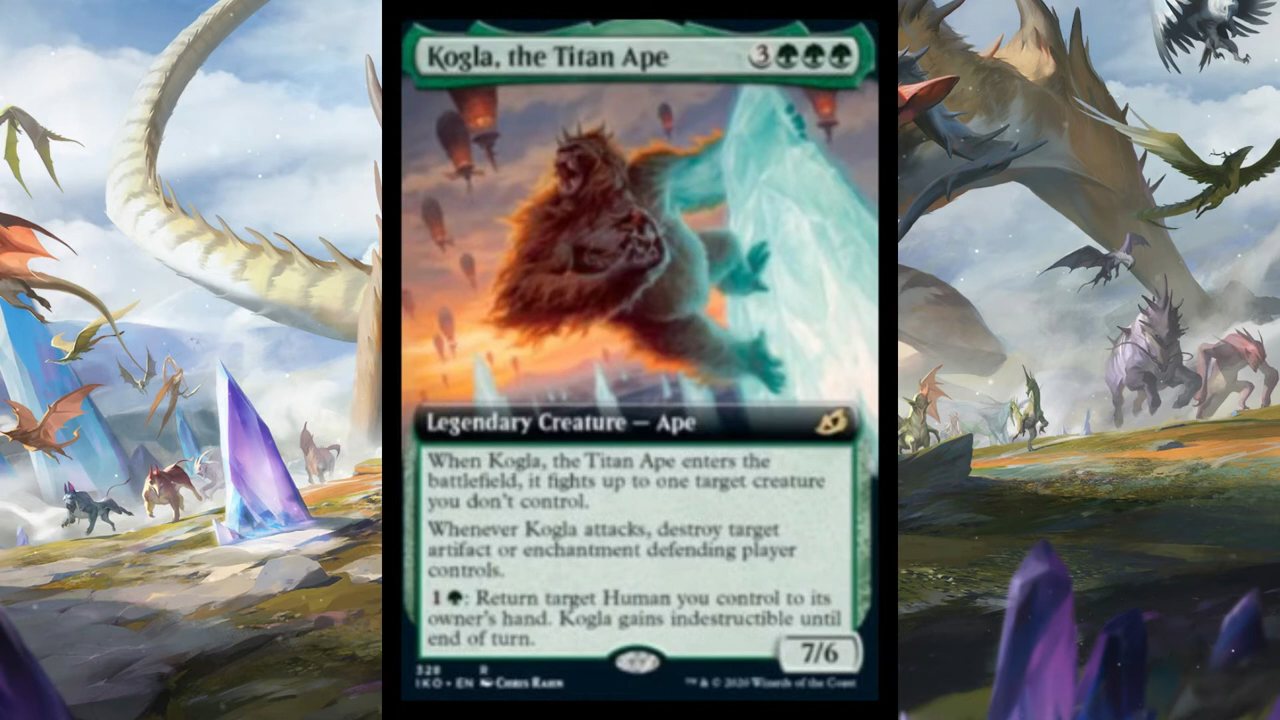 Kogla, the Titan Ape 3
Legendary Creature — Ape
When Kogla, the Titan Ape enters the
battlefield, it fights up to one target creature
you don't control.
Whenever Kogla attacks, destroy target
artifact or enchantment defending player
controls.
1 : Return target Human you control to its
owner's hand. Kogla gains indestructible until
end of turn.
7/6
328 R
IKO • EN Chris Rahn ™ & © 2020 Wizards of the Coast